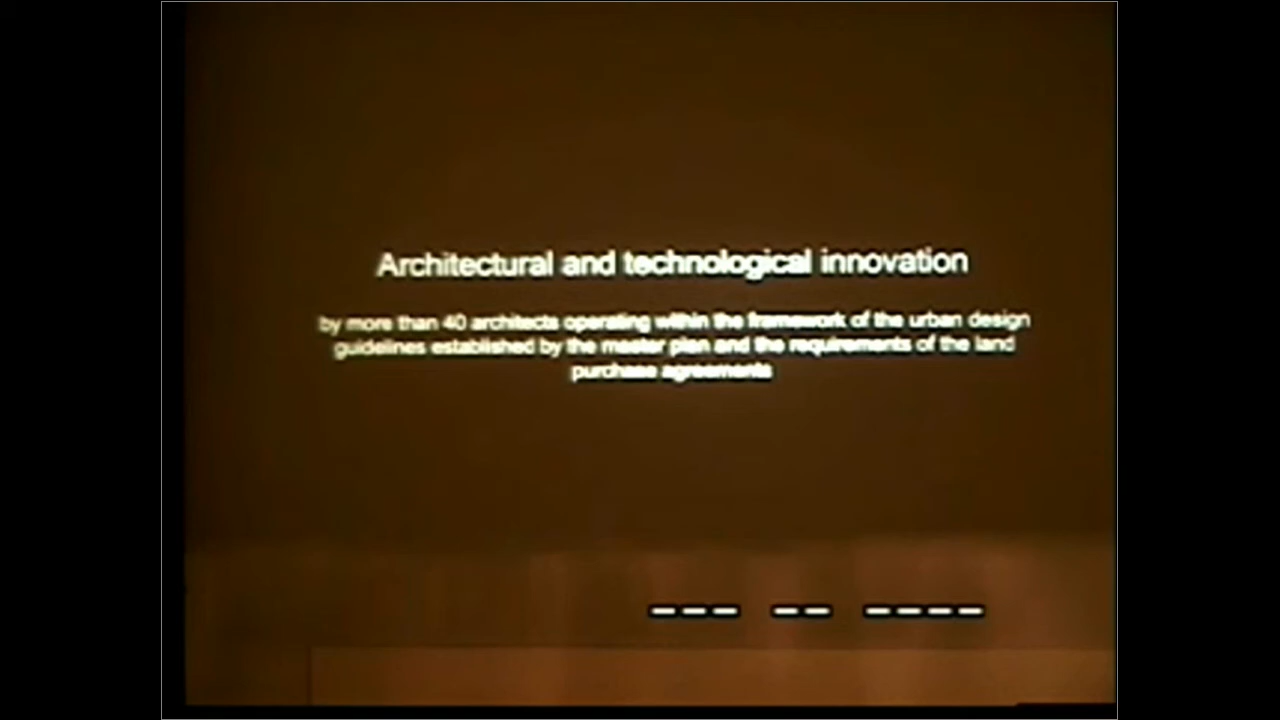 Architectural and technological innovation
by more than 40 architects operating within the framework of the urban design
guidelines established by the master plan and the requirements of the land
purchase agreements
--- -- ----